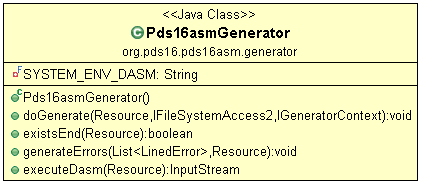 <<Java Class>>
Pds16asmGenerator
org.pds16.pds16asm.generator
SYSTEM_ENV_DASM: String
Pds16asmGenerator()
doGenerate(Resource,IFileSystemAccess2,IGeneratorContext):void
existsEnd(Resource):boolean
generateErrors(List<LinedError>,Resource):void
executeDasm(Resource):InputStream